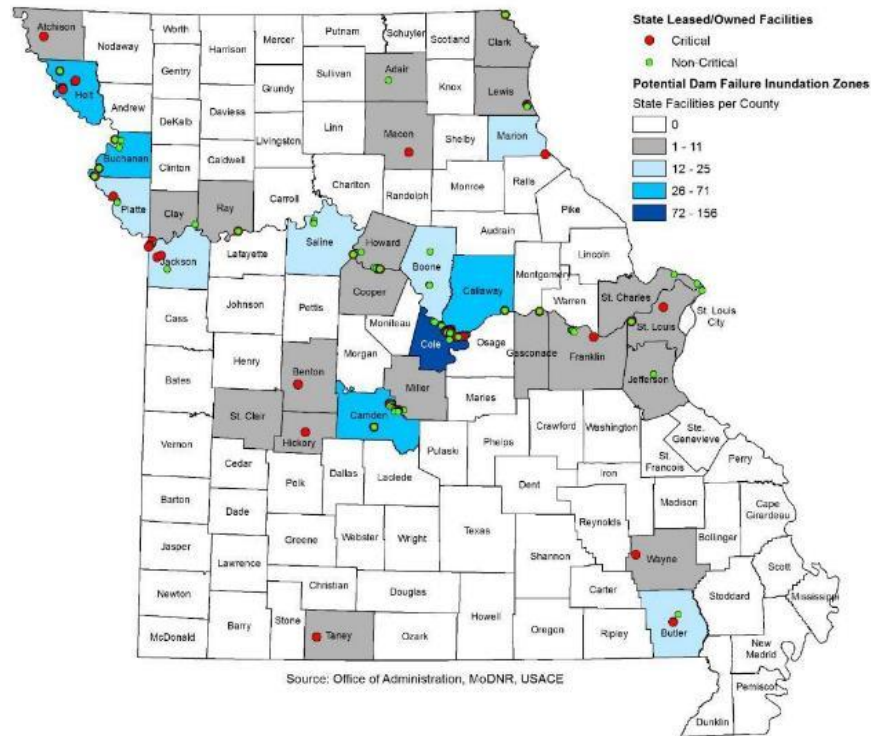 State Leased/Owned Facilities
Critical
Non-Critical
Potential Dam Failure Inundation Zones
State Facilities per County
0
1 - 11
12 - 25
26 - 71
72 - 156
Atchison
Nodaway
Worth
Harrison
Mercer
Putnam
Schuyler
Scotland
Clark
Gentry
Sullivan
Adair
Knox
Lewis
Holt
Andrew
Grundy
DeKalb
Daviess
Livingston
Linn
Macon
Shelby
Marion
Buchanan
Clinton
Caldwell
Chariton
Randolph
Monroe
Ralls
Platte
Clay
Ray
Carroll
Pike
Audrain
Saline
Howard
Boone
Lincoln
Jackson
Lafayette
Cooper
Callaway
Montgomery
Warren
St. Charles
Cass
Johnson
Pettis
Moniteau
Cole
Osage
Gasconade
Franklin
St. Louis
St. Louis
City
Henry
Morgan
Jefferson
Bates
Benton
Miller
Maries
St. Clair
Camden
Crawford
Washington
Ste.
Genevieve
Vernon
Hickory
Pulaski
Phelps
St.
Francois
Perry
Cedar
Dallas
Laclede
Iron
Polk
Dent
Barton
Madison
Cape
Girardeau
Dade
Reynolds
Bollinger
Webster
Wright
Texas
Greene
Shannon
Wayne
Jasper
Scott
Lawrence
Carter
Mississippi
Christian
Douglas
Stoddard
Newton
Howell
Stone
Barry
Taney
Ozark
Oregon
Ripley
Butler
McDonald
New
Madrid
Pemiscot
Dunklin
Source: Office of Administration, MoDNR, USACE